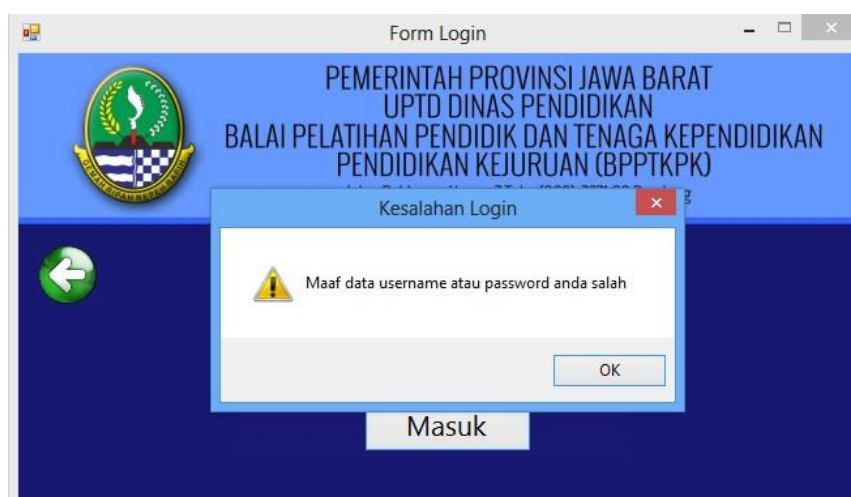 Form Login
PEMERINTAH PROVINSI JAWA BARAT
UPTD DINAS PENDIDIKAN
BALAI PELATIHAN PENDIDIK DAN TENAGA KEPENDIDIKAN
PENDIDIKAN KEJURUAN (BPPTKPK)
Kesalahan Login
Maaf data username atau password anda salah
OK
Masuk